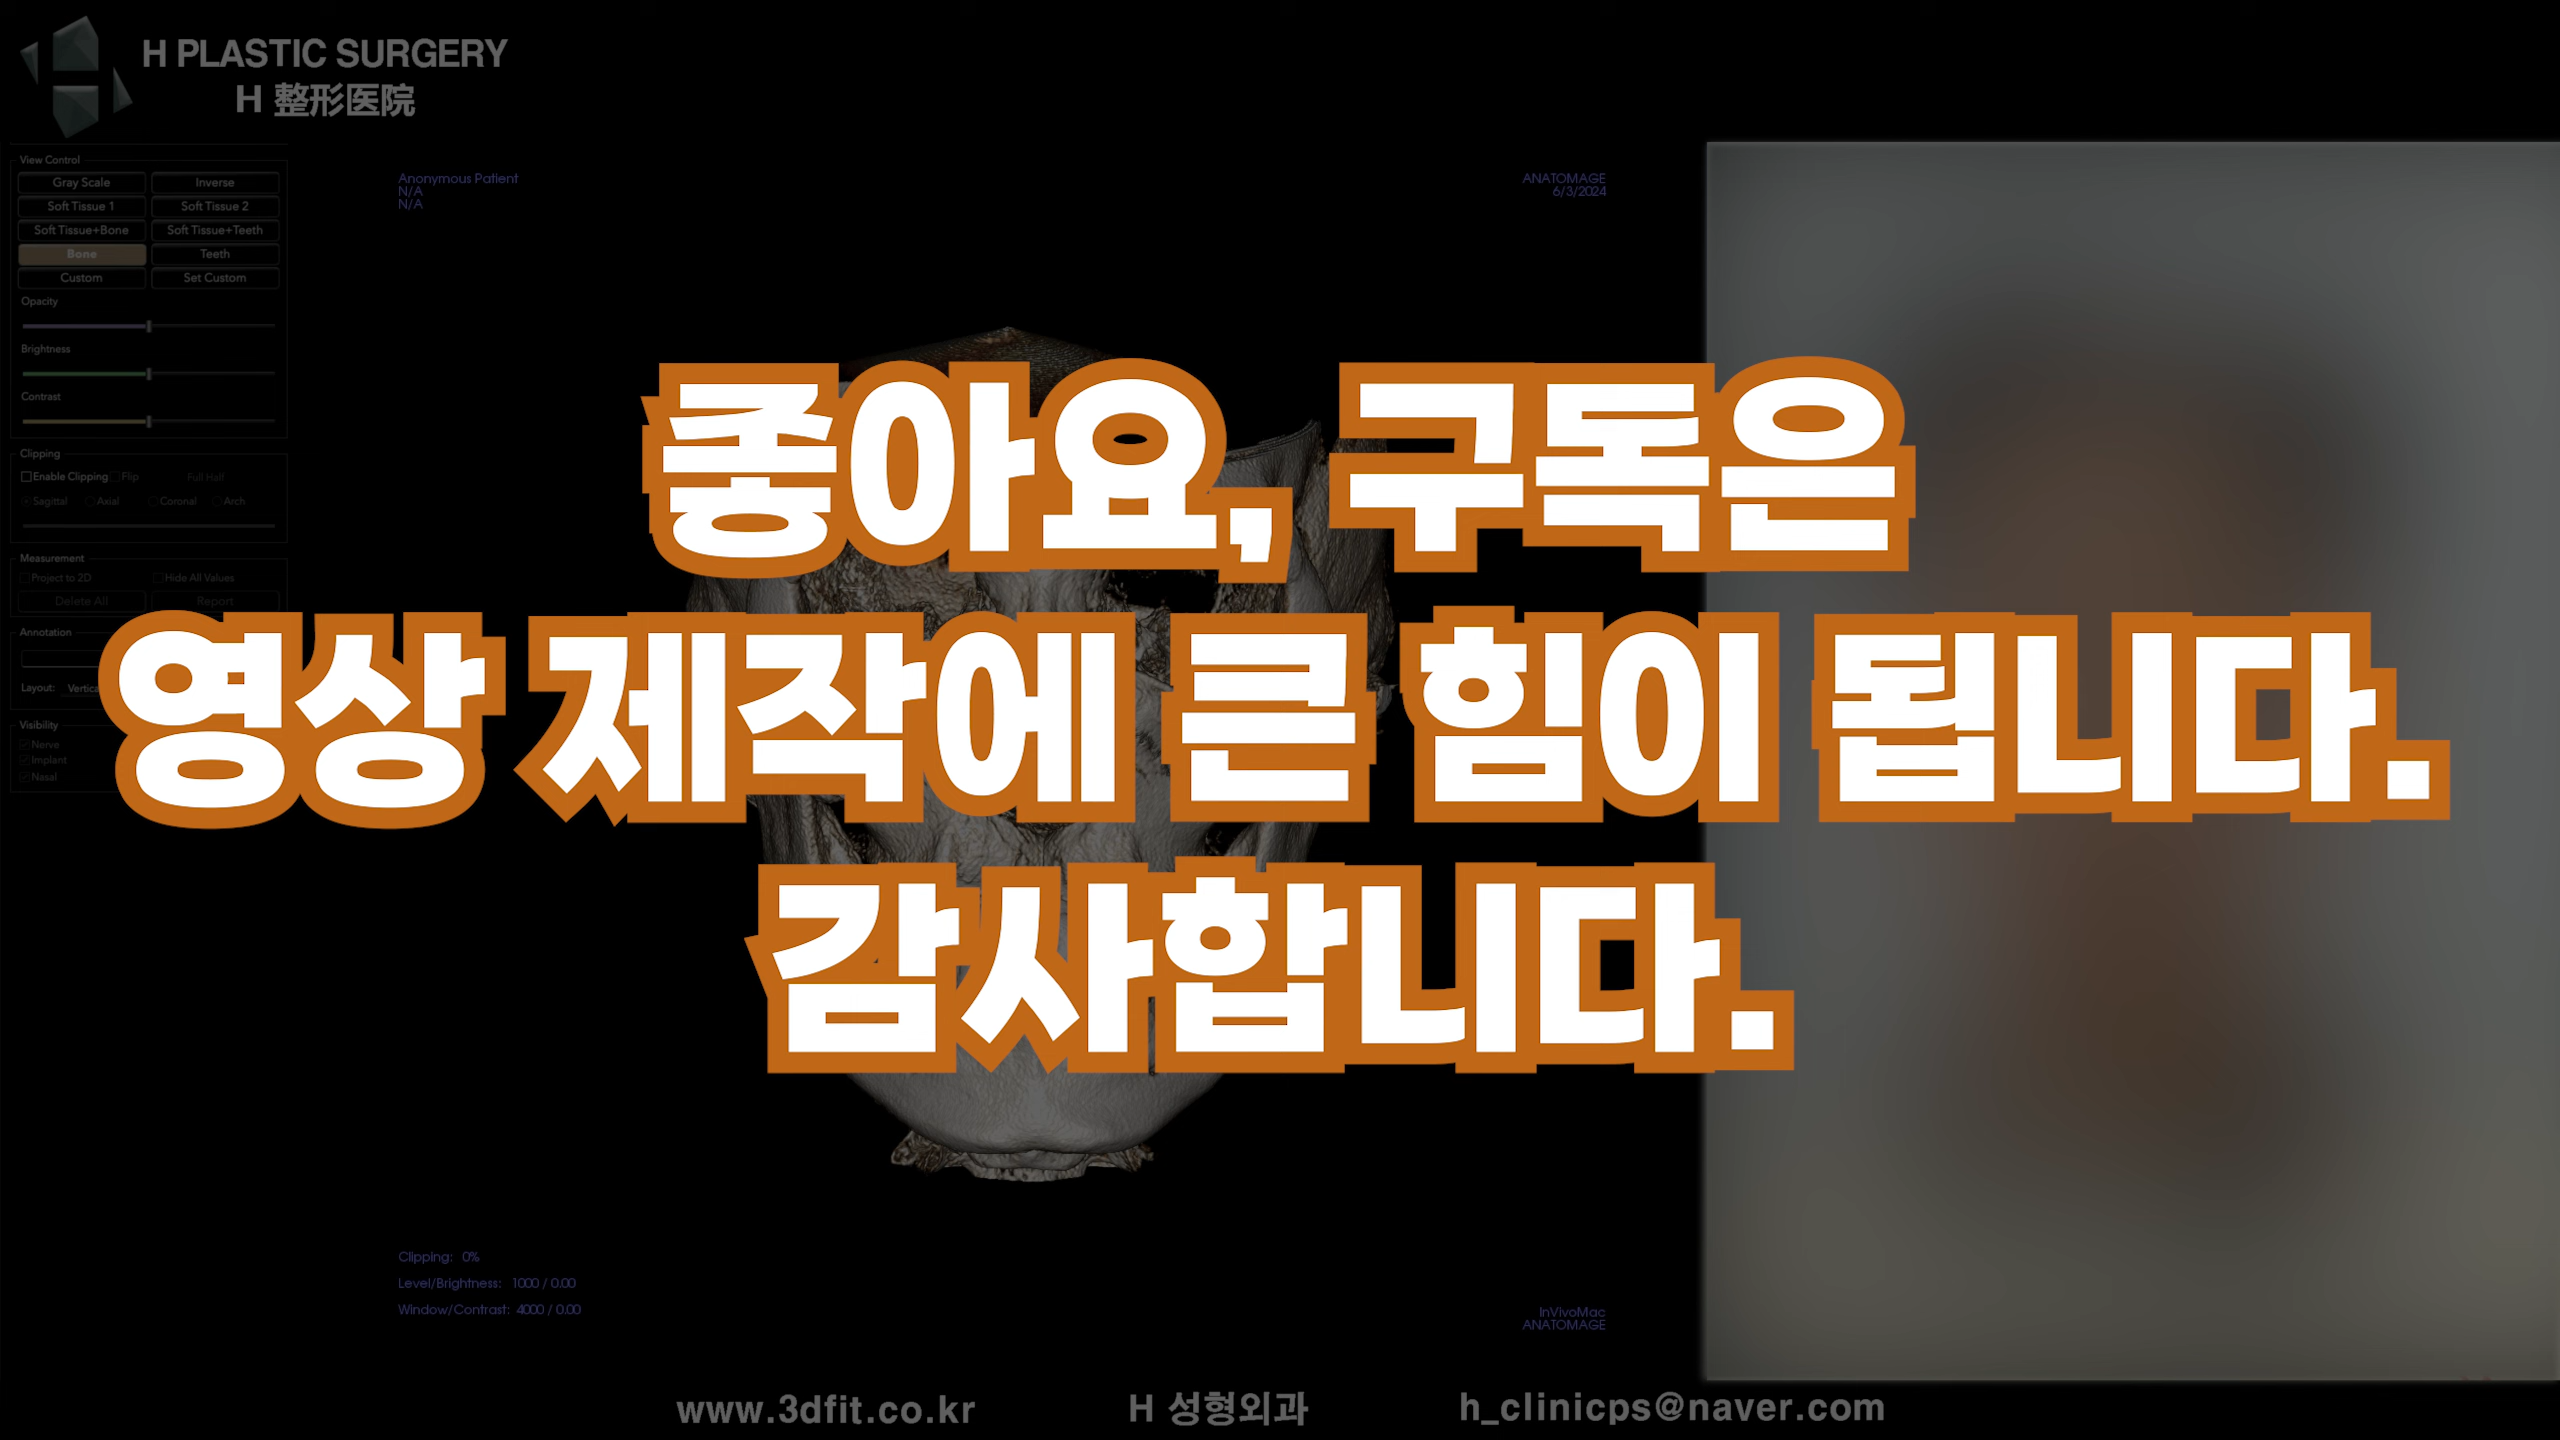 H PLASTIC SURGERY
H 整形医院
View Control
Gray Scale Inverse
Soft Tissue 1 Soft Tissue 2
Soft Tissue+Bone Soft Tissue+Teeth
Bone Teeth
Custom Set Custom
Opacity
Brightness
Contrast
Clipping
Enable Clipping Flip Full Half
Sagittal Axial Coronal Arch
Measurement
Project to 2D Hide All Values
Delete All Report
Annotation
Layout:
Visibility
Nerve
Implant
Nasal
Anonymous Patient
N/A
N/A
ANATOMAGE
6/3/2024
좋아요, 구독은
영상 제작에 큰 힘이 됩니다.
감사합니다.
Clipping: 0%
Level/Brightness: 1000 / 0.00
Window/Contrast: 4000 / 0.00
InVivoMac
ANATOMAGE
www.3dfit.co.kr H 성형외과 h_clinicps@naver.com